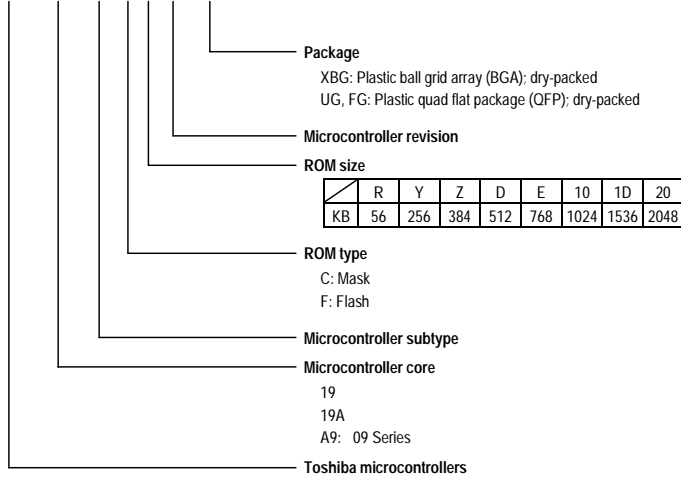 Package
XBG: Plastic ball grid array (BGA); dry-packed
UG, FG: Plastic quad flat package (QFP); dry-packed
Microcontroller revision
ROM size
R Y Z D E 10 1D 20
KB 56 256 384 512 768 1024 1536 2048
ROM type
C: Mask
F: Flash
Microcontroller subtype
Microcontroller core
19
19A
A9: 09 Series
Toshiba microcontrollers